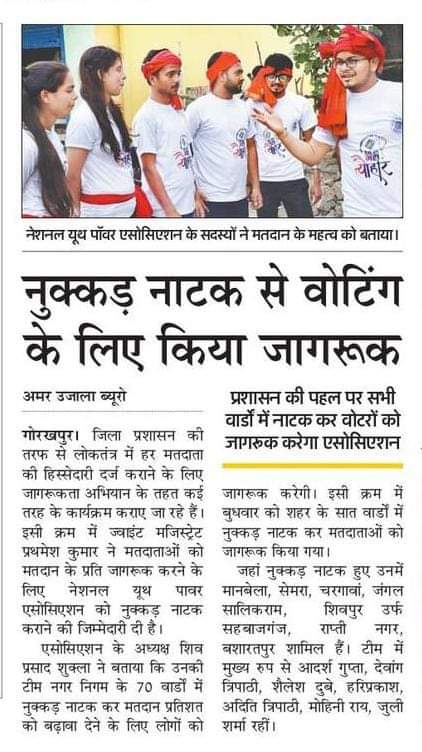 नेशनल यूथ पॉवर एसोसिएशन के सदस्यों ने मतदान के महत्व को बताया।
नुक्कड़ नाटक से वोटिंग
के लिए किया जागरूक
अमर उजाला ब्यूरो
गोरखपुर। जिला प्रशासन की
तरफ से लोकतंत्र में हर मतदाता
की हिस्सेदारी दर्ज कराने के लिए
जागरूकता अभियान के तहत कई
तरह के कार्यक्रम कराए जा रहे हैं।
इसी क्रम में ज्वाइंट मजिस्ट्रेट
प्रथमेश कुमार ने मतदाताओं को
मतदान के प्रति जागरूक करने के
लिए नेशनल यूथ पावर
एसोसिएशन को नुक्कड़ नाटक
कराने की जिम्मेदारी दी है।
एसोसिएशन के अध्यक्ष शिव
प्रसाद शुक्ला ने बताया कि उनकी
टीम नगर निगम के 70 वार्डों में
नुक्कड़ नाटक कर मतदान प्रतिशत
को बढ़ावा देने के लिए लोगों को
प्रशासन की पहल पर सभी
वार्डों में नाटक कर वोटरों को
जागरूक करेगा एसोसिएशन
जागरूक करेगी। इसी क्रम में
बुधवार को शहर के सात वार्डों में
नुक्कड़ नाटक कर मतदाताओं को
जागरूक किया गया।
जहां नुक्कड़ नाटक हुए उनमें
मानबेला, सेमरा, चरगावां, जंगल
सालिकराम, शिवपुर उर्फ
सहबाजगंज, राप्ती नगर,
बशारतपुर शामिल हैं। टीम में
मुख्य रुप से आदर्श गुप्ता, देवांग
त्रिपाठी, शैलेश दुबे, हरिप्रकाश,
अदिति त्रिपाठी, मोहिनी राय, जुली
शर्मा रहीं।